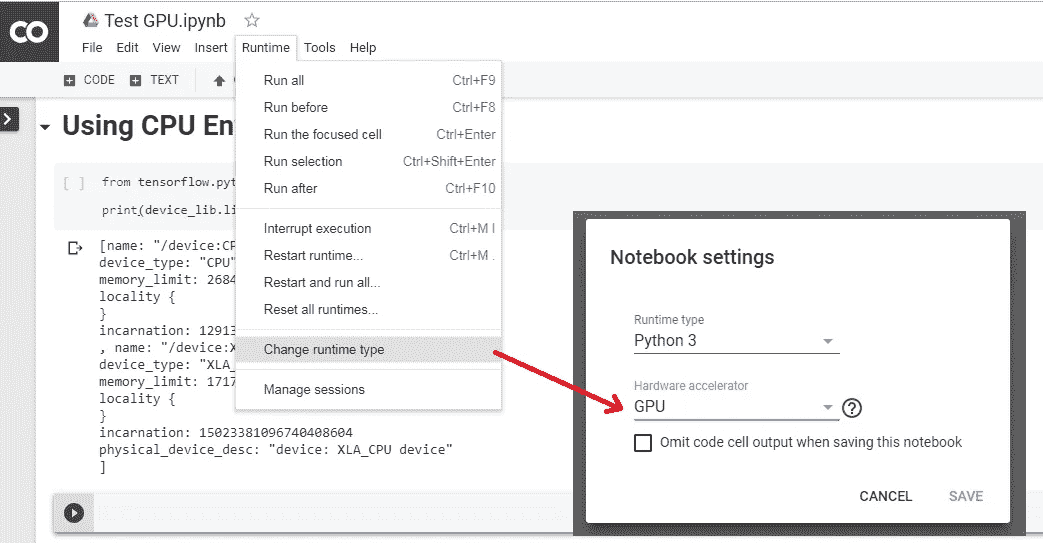 CO
Test GPU.ipynb
File Edit View Insert Runtime Tools Help
CODE TEXT
Run all Ctrl+F9
Run before Ctrl+F8
Run the focused cell Ctrl+Enter
Run selection Ctrl+Shift+Enter
Run after Ctrl+F10
Interrupt execution Ctrl+M I
Restart runtime... Ctrl+M .
Restart and run all...
Reset all runtimes...
Change runtime type
Manage sessions
Using CPU En
[ ] from tensorflow.pyt
print(device_lib.li
[name: "/device:CP
device_type: "CPU"
memory_limit: 2684
locality {
}
incarnation: 12913
, name: "/device:X
device_type: "XLA_
memory_limit: 1717
locality {
}
incarnation: 15023381096740408604
physical_device_desc: "device: XLA_CPU device"
]
Notebook settings
Runtime type
Python 3
Hardware accelerator
GPU
?
Omit code cell output when saving this notebook
CANCEL SAVE